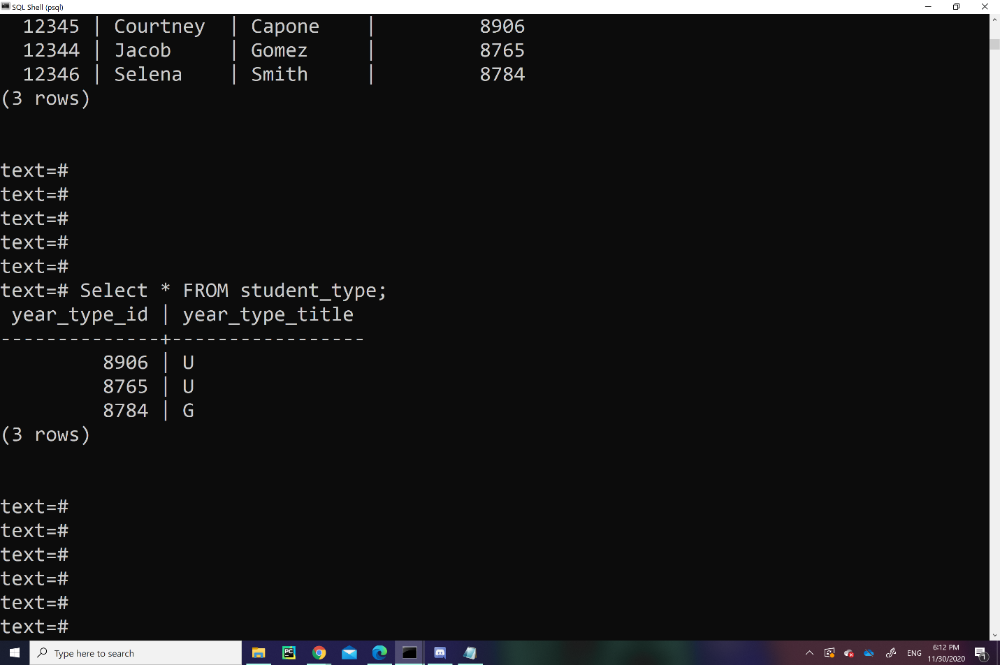 SQL Shell (psql)
12345 | Courtney | Capone | 8906
12344 | Jacob | Gomez | 8765
12346 | Selena | Smith | 8784
(3 rows)
text=#
text=#
text=#
text=#
text=#
text=# Select * FROM student_type;
year_type_id | year_type_title
--------------+-----------------
8906 | U
8765 | U
8784 | G
(3 rows)
text=#
text=#
text=#
text=#
text=#
text=#
Type here to search
PC
ENG
6:12 PM
11/30/2020
1